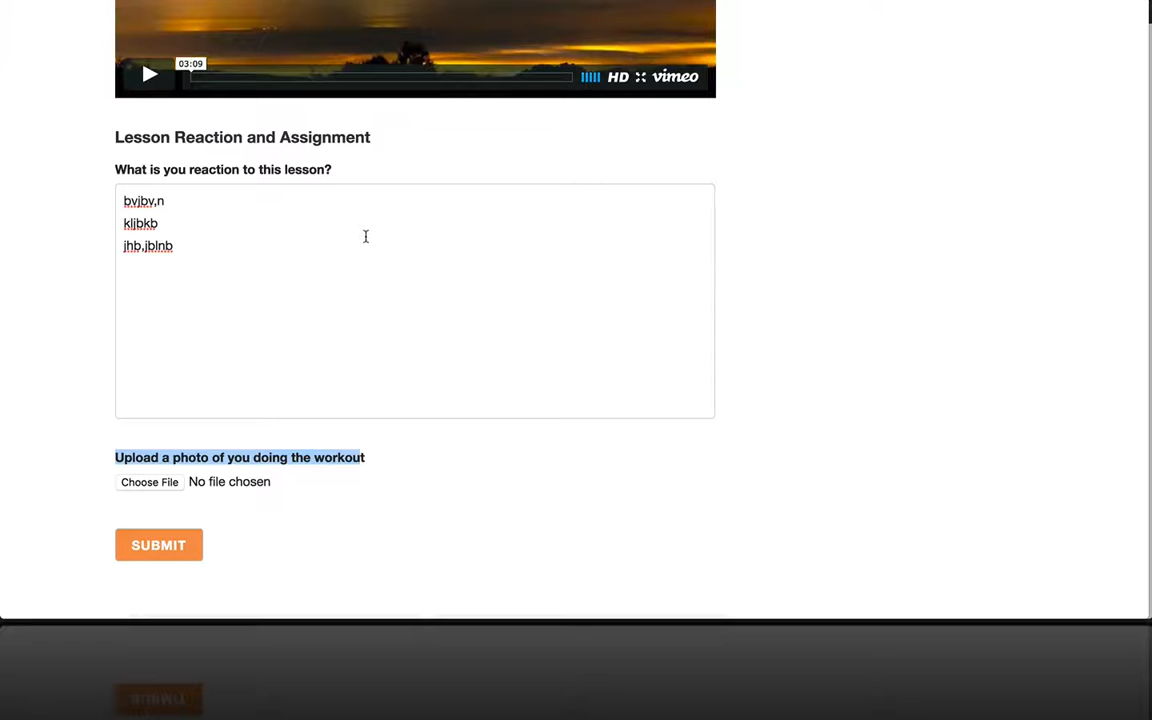 03:09
HD vimeo
Lesson Reaction and Assignment
What is you reaction to this lesson?
bvjbv,n
kljbkb
jhb,jblnb
Upload a photo of you doing the workout
Choose File No file chosen
SUBMIT
SUBMIT